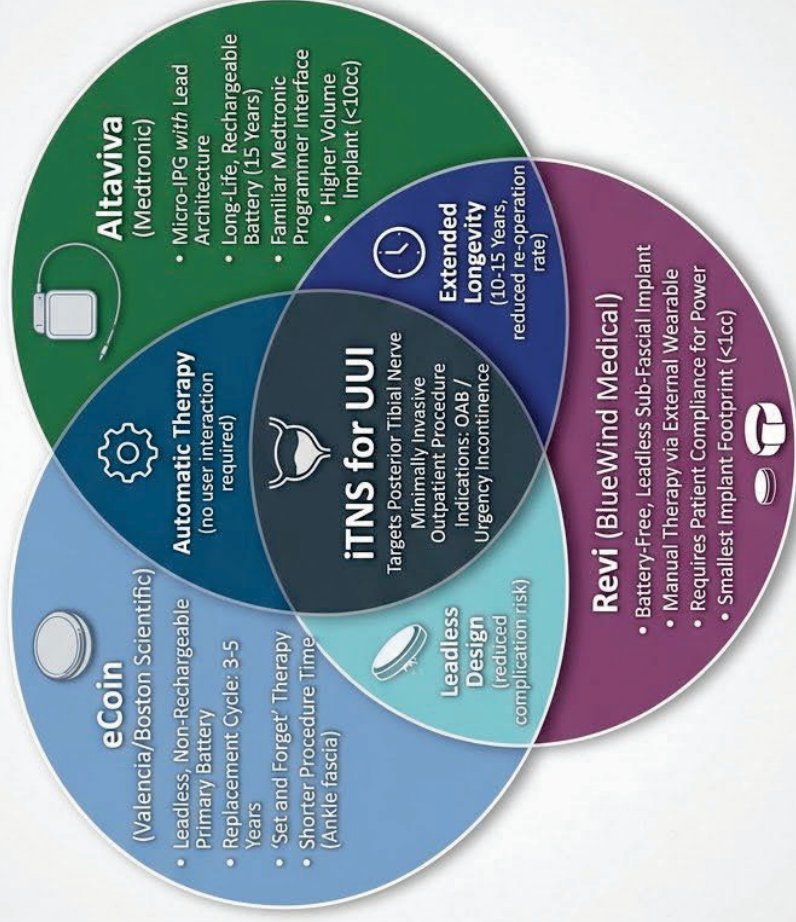 eCoin
(Valencia/Boston Scientific)
• Leadless, Non-Rechargeable
Primary Battery
• Replacement Cycle: 3-5
Years
• ‘Set and Forget’ Therapy
• Shorter Procedure Time
(Ankle fascia)
Automatic Therapy
(no user interaction
required)
Altaviva
(Medtronic)
• Micro-IPG with Lead
Architecture
• Long-Life, Rechargeable
Battery (15 Years)
• Familiar Medtronic
Programmer Interface
• Higher Volume
Implant (<10cc)
iTNS for UUI
Targets Posterior Tibial Nerve
Minimally Invasive
Outpatient Procedure
Indications: OAB /
Urgency Incontinence
Leadless
Design
(reduced
complication risk)
Extended
Longevity
(10-15 Years,
reduced re-operation
rate)
Revi (BlueWind Medical)
• Battery-Free, Leadless Sub-Fascial Implant
• Manual Therapy via External Wearable
• Requires Patient Compliance for Power
• Smallest Implant Footprint (<1cc)